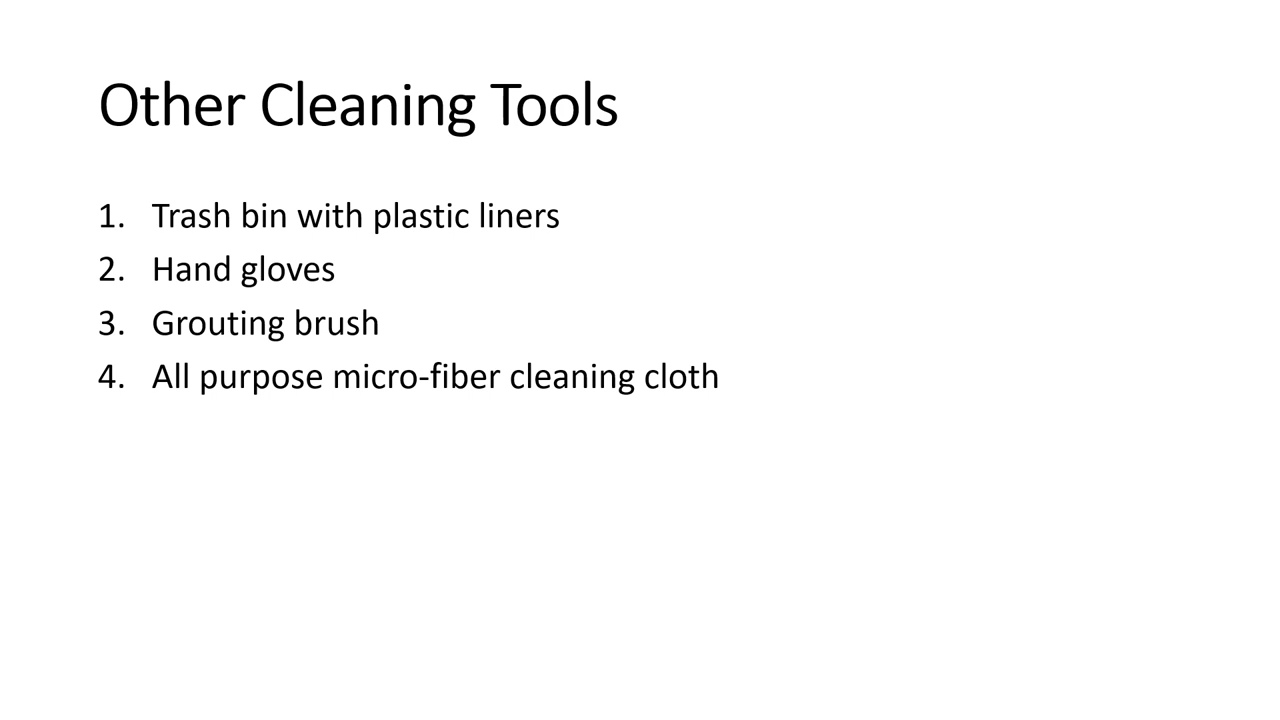 Other Cleaning Tools
1. Trash bin with plastic liners
2. Hand gloves
3. Grouting brush
4. All purpose micro-fiber cleaning cloth